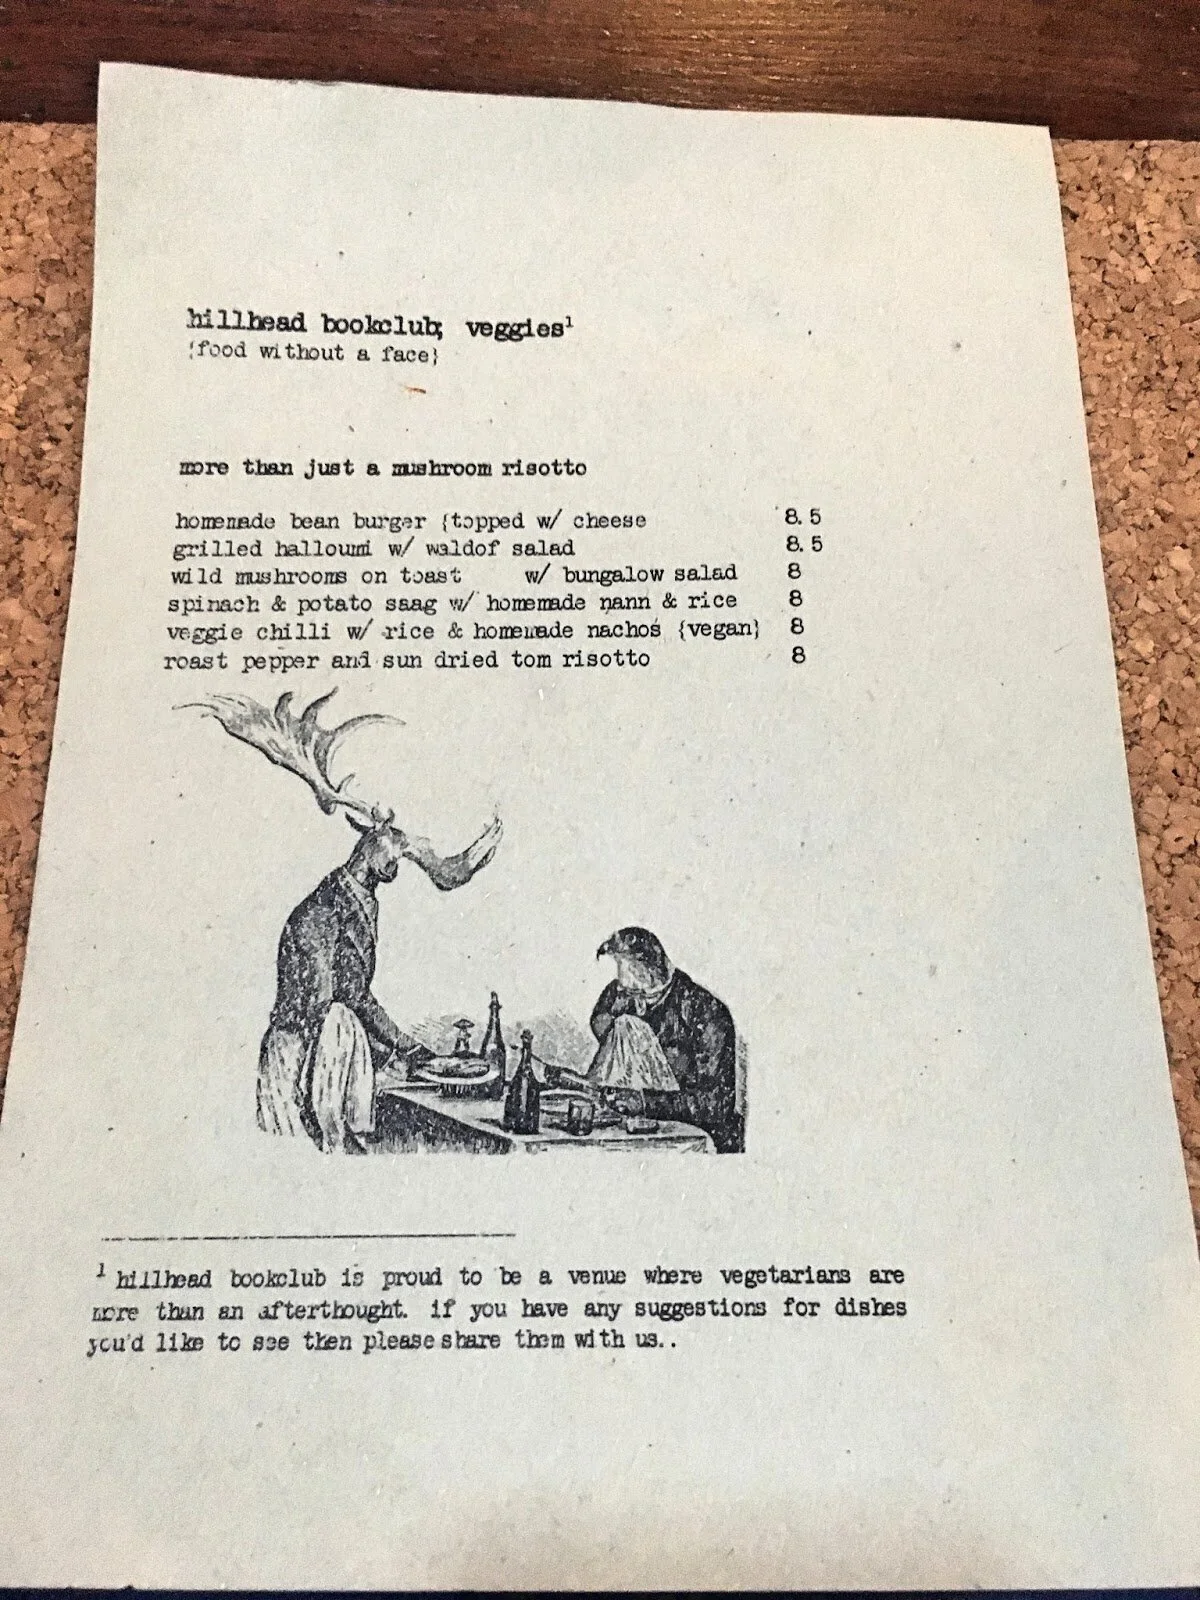 hillhead bookclub; veggies¹
{food without a face}
more than just a mushroom risotto
homemade bean burger {topped w/ cheese 8.5
grilled halloumi w/ waldof salad 8.5
wild mushrooms on toast w/ bungalow salad 8
spinach & potato saag w/ homemade nann & rice 8
veggie chilli w/ rice & homemade nachos {vegan} 8
roast pepper and sun dried tom risotto 8
¹ hillhead bookclub is proud to be a venue where vegetarians are
more than an afterthought. if you have any suggestions for dishes
you'd like to see then please share them with us..